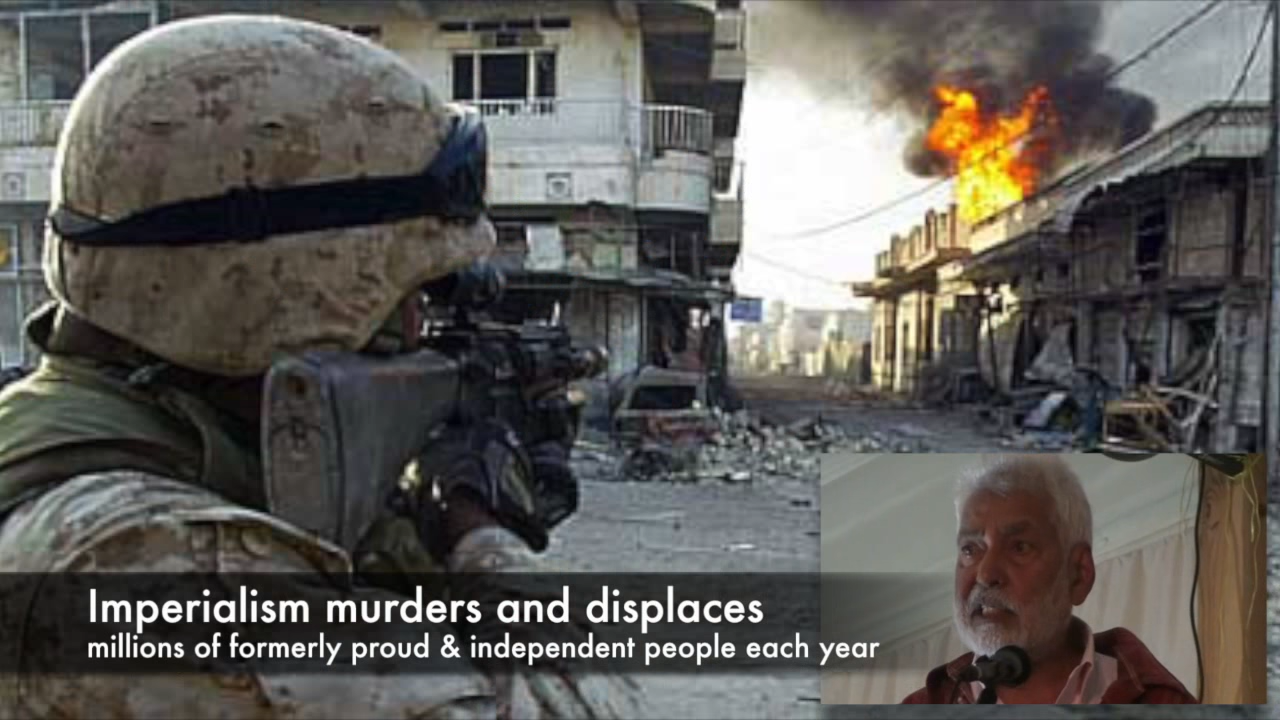 Imperialism murders and displaces
millions of formerly proud & independent people each year